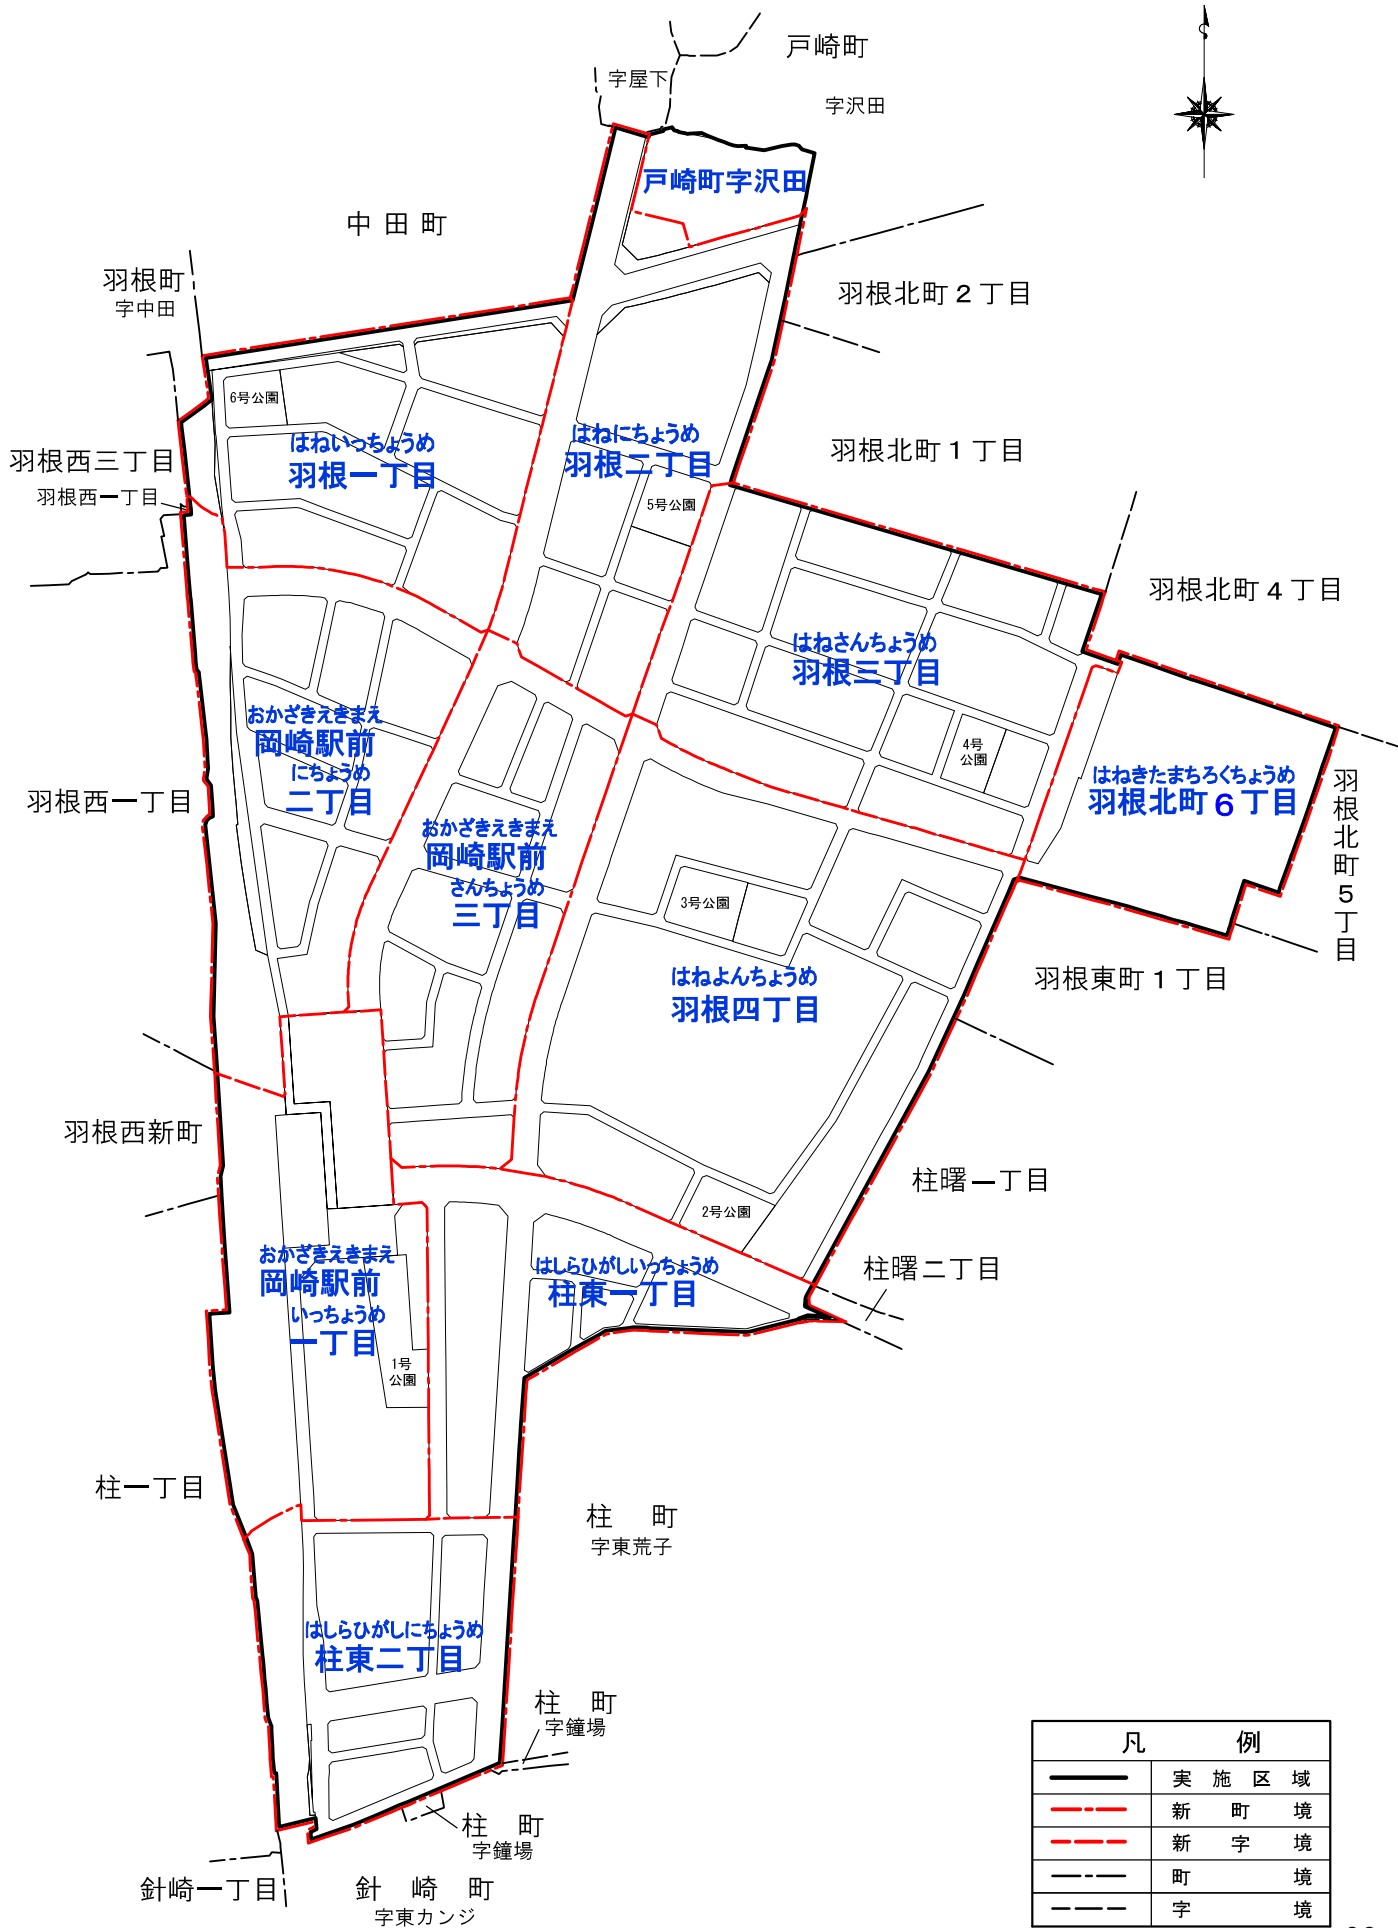 戸崎町
字屋下
字沢田
戸崎町字沢田
中田町
羽根町
字中田
羽根北町2丁目
6号公園
はねいっちょうめ
羽根一丁目
はねにちょうめ
羽根二丁目
羽根北町1丁目
羽根西三丁目
羽根西一丁目
5号公園
羽根北町4丁目
はねさんちょうめ
羽根三丁目
おかざきえきまえ
岡崎駅前
にちょうめ
二丁目
4号
公園
はねきたまちろくちょうめ
羽根北町6丁目
羽根北町5丁目
羽根西一丁目
おかざきえきまえ
岡崎駅前
さんちょうめ
三丁目
3号公園
はねよんちょうめ
羽根四丁目
羽根東町1丁目
羽根西新町
柱曙一丁目
2号公園
おかざきえきまえ
岡崎駅前
いっちょうめ
一丁目
はしらひがしいっちょうめ
柱東一丁目
柱曙二丁目
1号
公園
柱一丁目
柱町
字東荒子
はしらひがしにちょうめ
柱東二丁目
柱町
字鐘場
柱町
字鐘場
針崎一丁目
針崎町
字東カンジ
凡例
実施区域
新町境
新字境
町境
字境